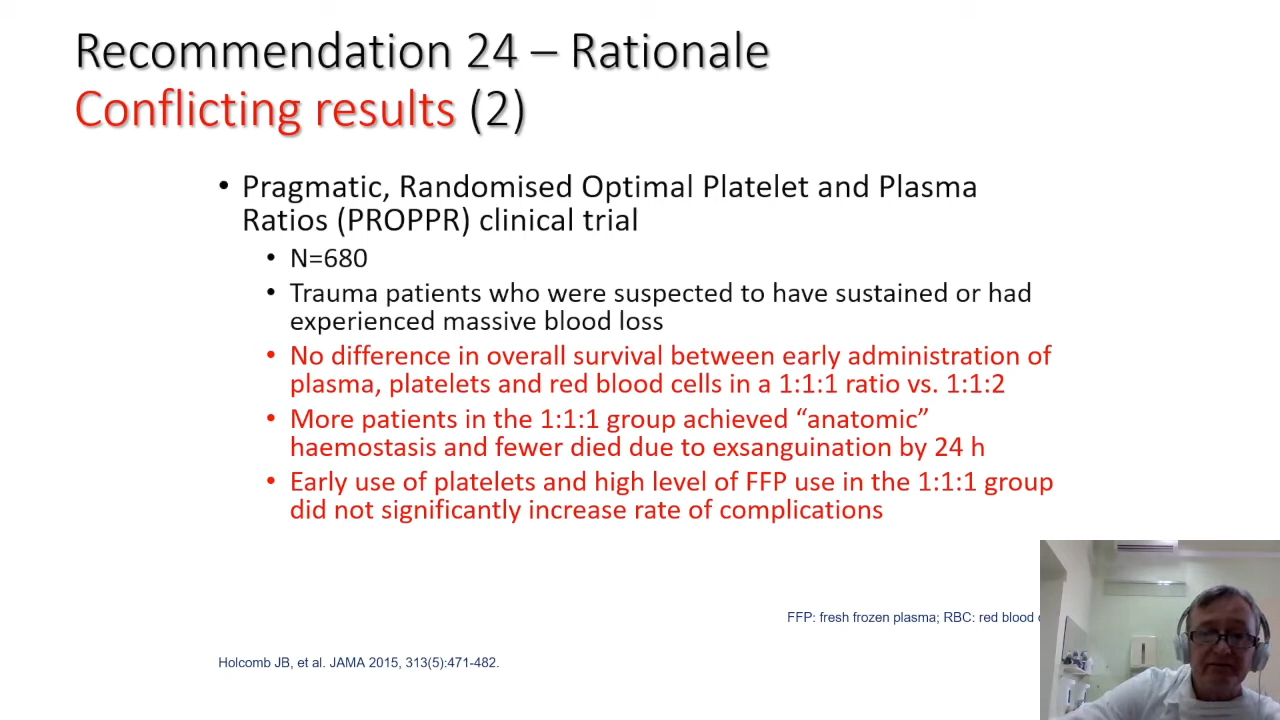 Recommendation 24 – Rationale
Conflicting results (2)
• Pragmatic, Randomised Optimal Platelet and Plasma
Ratios (PROPPR) clinical trial
• N=680
• Trauma patients who were suspected to have sustained or had
experienced massive blood loss
• No difference in overall survival between early administration of
plasma, platelets and red blood cells in a 1:1:1 ratio vs. 1:1:2
• More patients in the 1:1:1 group achieved “anatomic”
haemostasis and fewer died due to exsanguination by 24 h
• Early use of platelets and high level of FFP use in the 1:1:1 group
did not significantly increase rate of complications
FFP: fresh frozen plasma; RBC: red blood
Holcomb JB, et al. JAMA 2015, 313(5):471-482.